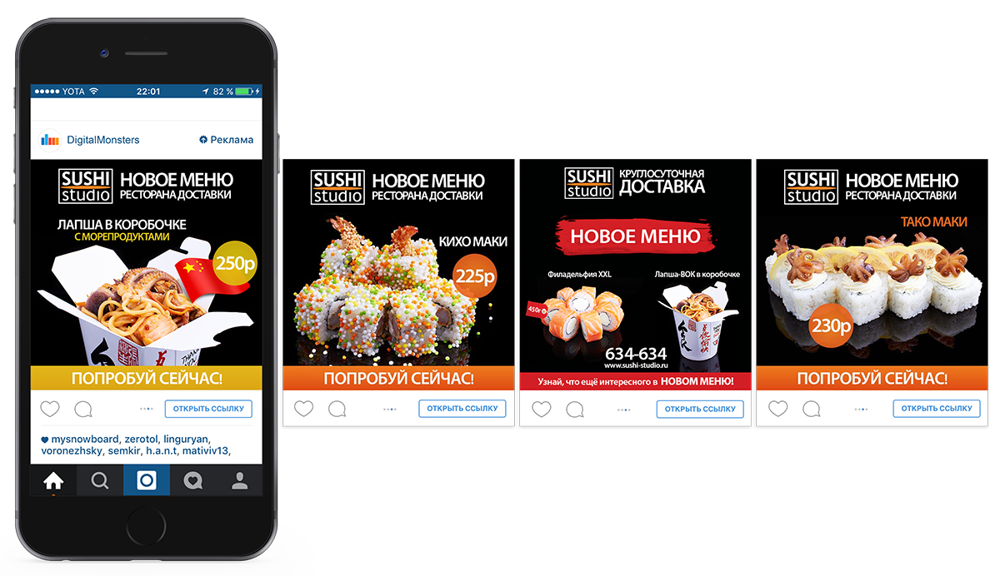 YOTA
22:01
82 %
DigitalMonsters
Реклама
SUSHI
studio
НОВОЕ МЕНЮ
РЕСТОРАНА ДОСТАВКИ
ЛАПША В КОРОБОЧКЕ
С МОРЕПРОДУКТАМИ
250р
ПОПРОБУЙ СЕЙЧАС!
ОТКРЫТЬ ССЫЛКУ
mysnowboard, zerotol, linguryan,
voronezhsky, semkir, h.a.n.t, mativiv13,
SUSHI
studio
НОВОЕ МЕНЮ
РЕСТОРАНА ДОСТАВКИ
КИХО МАКИ
225р
ПОПРОБУЙ СЕЙЧАС!
ОТКРЫТЬ ССЫЛКУ
SUSHI
studio
КРУГЛОСУТОЧНАЯ
ДОСТАВКА
НОВОЕ МЕНЮ
Филадельфия XXL
Лапша-ВОК в коробочке
450г
634-634
www.sushi-studio.ru
Узнай, что ещё интересного в НОВОМ МЕНЮ!
ОТКРЫТЬ ССЫЛКУ
SUSHI
studio
НОВОЕ МЕНЮ
РЕСТОРАНА ДОСТАВКИ
ТАКО МАКИ
230р
ПОПРОБУЙ СЕЙЧАС!
ОТКРЫТЬ ССЫЛКУ